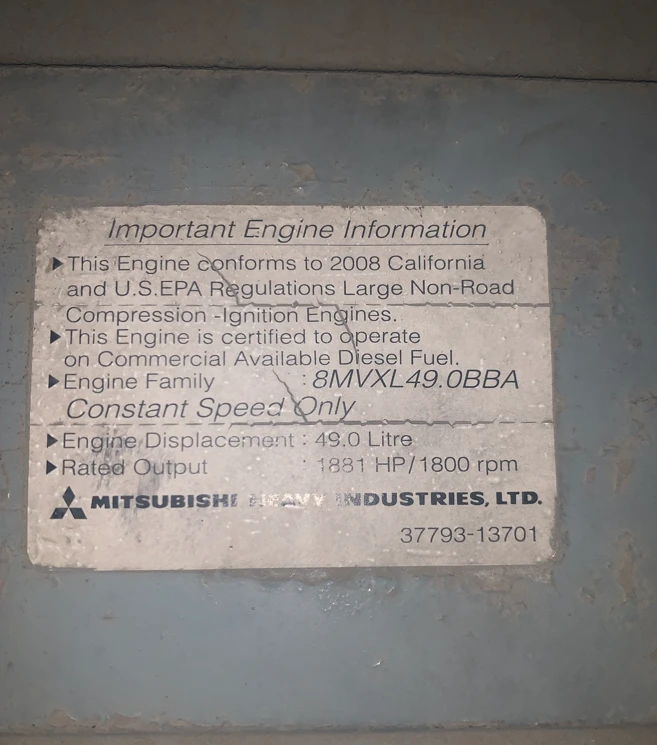 Important Engine Information
▶This Engine conforms to 2008 California
and U.S.EPA Regulations Large Non-Road
Compression -Ignition Engines.
▶This Engine is certified to operate
on Commercial Available Diesel Fuel.
▶Engine Family : 8MVXL49.0BBA
Constant Speed Only
▶Engine Displacement : 49.0 Litre
▶Rated Output : 1881 HP/1800 rpm
MITSUBISHI HEAVY INDUSTRIES, LTD.
37793-13701